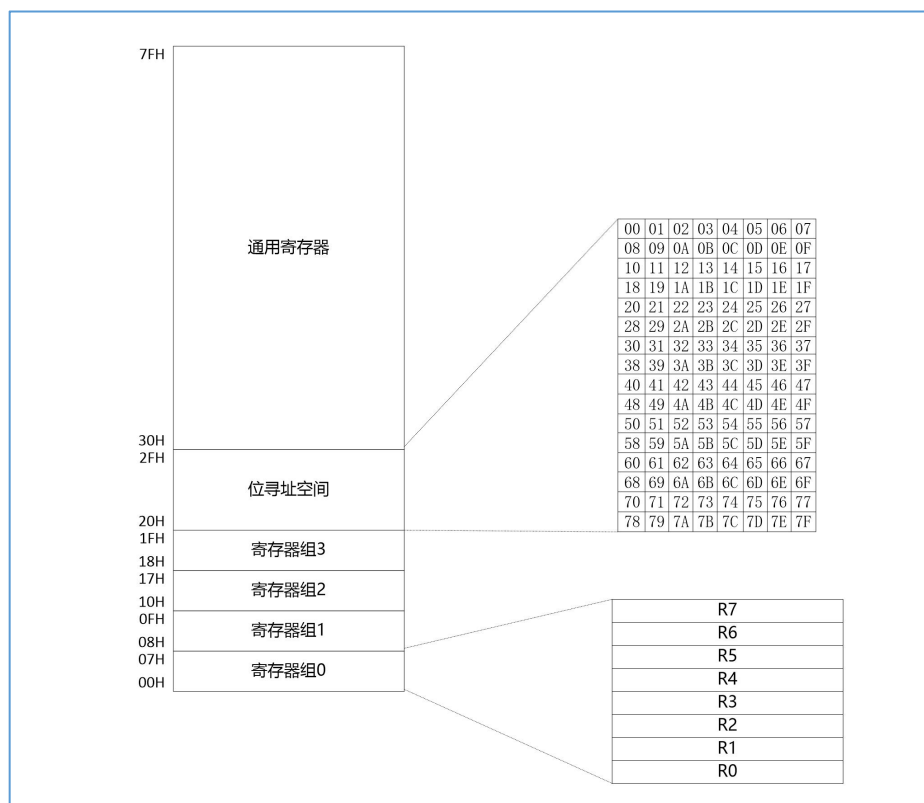 7FH
通用寄存器
30H
2FH
位寻址空间
20H
1FH
寄存器组3
18H
17H
寄存器组2
10H
0FH
寄存器组1
08H
07H
寄存器组0
00H
00 01 02 03 04 05 06 07
08 09 0A 0B 0C 0D 0E 0F
10 11 12 13 14 15 16 17
18 19 1A 1B 1C 1D 1E 1F
20 21 22 23 24 25 26 27
28 29 2A 2B 2C 2D 2E 2F
30 31 32 33 34 35 36 37
38 39 3A 3B 3C 3D 3E 3F
40 41 42 43 44 45 46 47
48 49 4A 4B 4C 4D 4E 4F
50 51 52 53 54 55 56 57
58 59 5A 5B 5C 5D 5E 5F
60 61 62 63 64 65 66 67
68 69 6A 6B 6C 6D 6E 6F
70 71 72 73 74 75 76 77
78 79 7A 7B 7C 7D 7E 7F
R7
R6
R5
R4
R3
R2
R1
R0